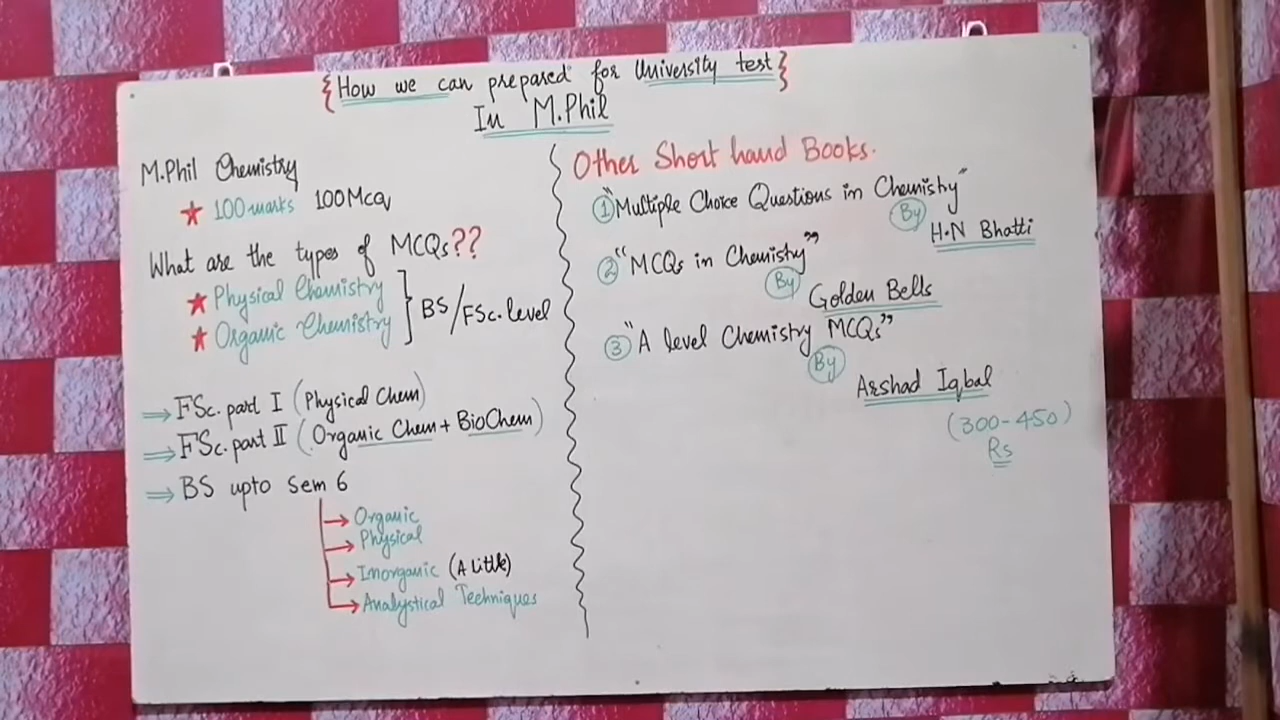 {How we can prepared for University test}
In M.Phil
M.Phil Chemistry
★ 100 marks 100 Mcq
What are the types of MCQs??
★ Physical Chemistry
★ Organic Chemistry
] BS/FSc. level
⇒ FSc. part I (Physical Chem)
⇒ FSc. part II (Organic Chem + BioChem)
⇒ BS upto Sem 6
→ Organic
→ Physical
→ Inorganic (A Little)
→ Analystical Techniques
Other Short hand Books.
① "Multiple Choice Questions in Chemistry"
By
H.N Bhatti
② "MCQs in Chemistry"
By
Golden Bells
③ "A level Chemistry MCQs"
By
Arshad Iqbal
(300-450)
Rs